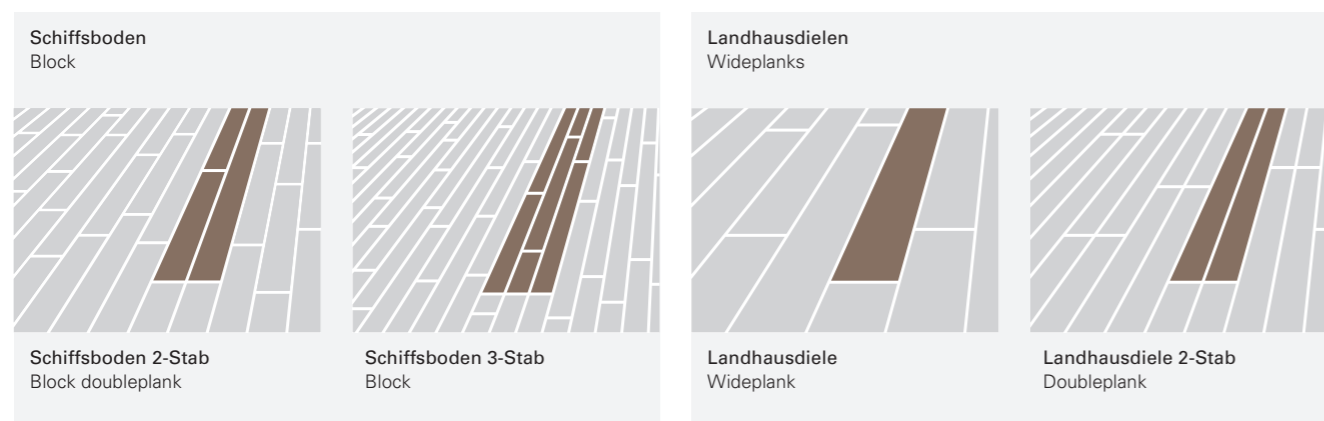 Schiffsboden
Block
Landhausdielen
Wideplanks
Schiffsboden 2-Stab
Block doubleplank
Schiffsboden 3-Stab
Block
Landhausdiele
Wideplank
Landhausdiele 2-Stab
Doubleplank